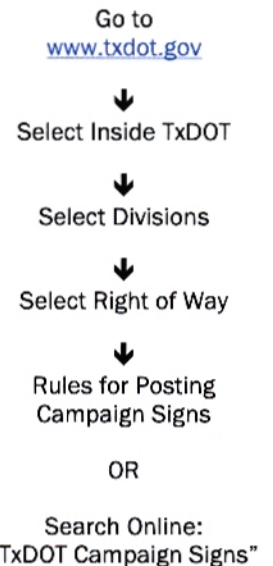 Go to
www.txdot.gov
↓
Select Inside TxDOT
↓
Select Divisions
↓
Select Right of Way
↓
Rules for Posting
Campaign Signs
OR
Search Online:
TxDOT Campaign Signs”